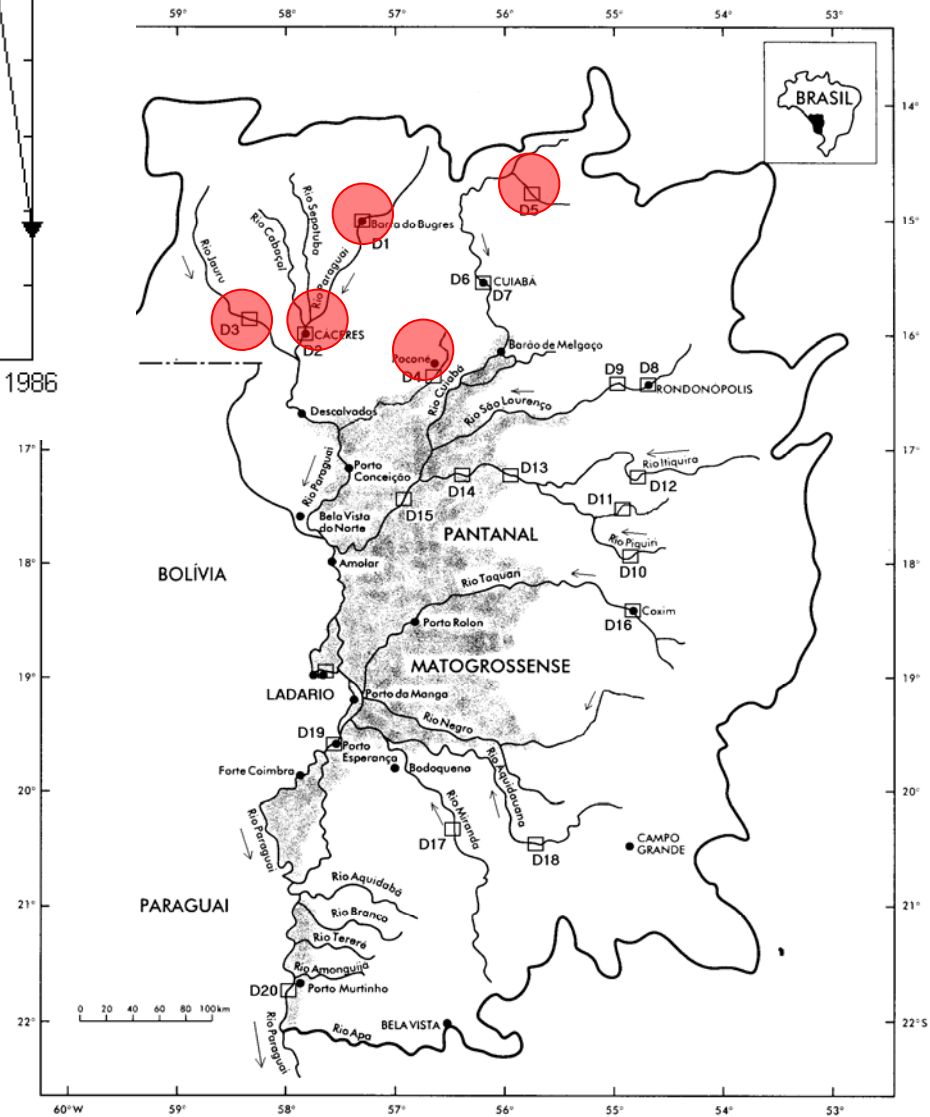 59° 58° 57° 56° 55° 54° 53°
BRASIL
14°
15°
16°
17°
18°
19°
20°
21°
22°S
1986
17°
18°
19°
20°
21°
22°
Rio Jauru
Rio Cabaçal
Rio Sepotuba
Rio Paraguai
Barra do Bugres
D1
D5
D6 CUIABÁ
D7
D3
CÁCERES
D2
Poconé
D4
Barão de Melgaço
Rio Cuiabá
D9 D8
RONDONÓPOLIS
Rio São Lourenço
Descalvados
Rio Paraguai
Porto
Conceição
Bela Vista
do Norte
D13
D14
D15
Rio Itiquira
D12
D11
Rio Piquiri
D10
PANTANAL
Amolar
BOLÍVIA
Rio Taquari
Coxim
D16
Porto Rolon
MATOGROSSENSE
LADARIO
Porto da Manga
Rio Negro
D19
Porto
Esperança
Rio Aquidauana
Forte Coimbra
Bodoquena
Rio Miranda
Rio Paraguai
D17
D18
CAMPO
GRANDE
Rio Aquidabã
PARAGUAI
Rio Branco
Rio Tereré
Rio Amonguijá
D20
Porto Murtinho
0 20 40 60 80 100km
Rio Paraguai
Rio Apa
BELA VISTA
60°W 59° 58° 57° 56° 55° 54° 53°